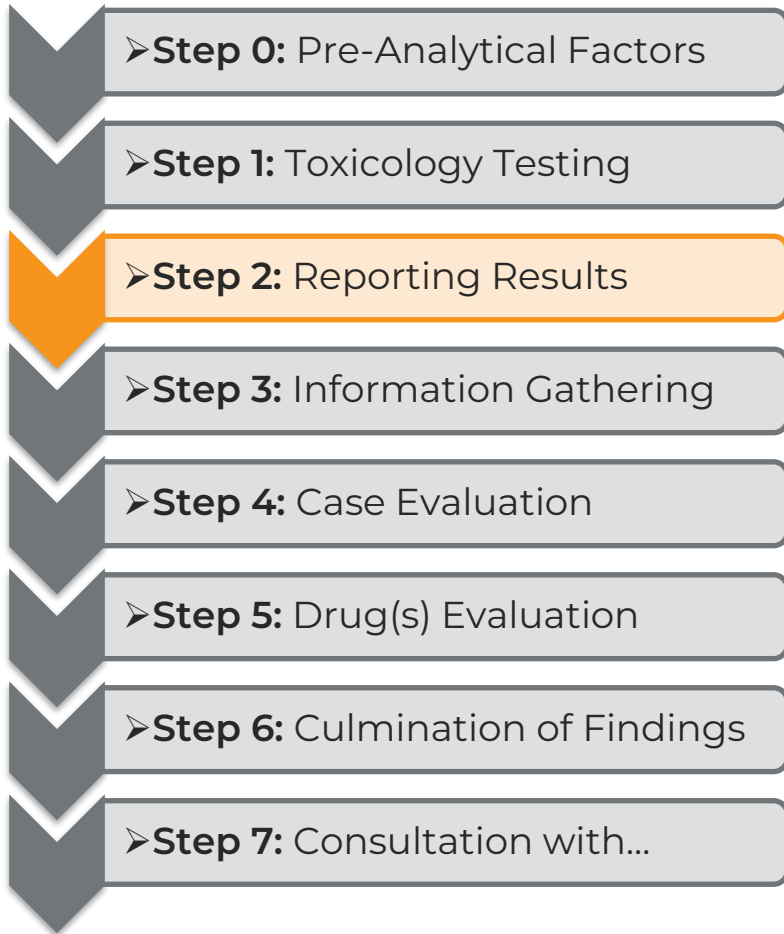 ➢Step 0: Pre-Analytical Factors
➢Step 1: Toxicology Testing
➢Step 2: Reporting Results
➢Step 3: Information Gathering
➢Step 4: Case Evaluation
➢Step 5: Drug(s) Evaluation
➢Step 6: Culmination of Findings
➢Step 7: Consultation with...